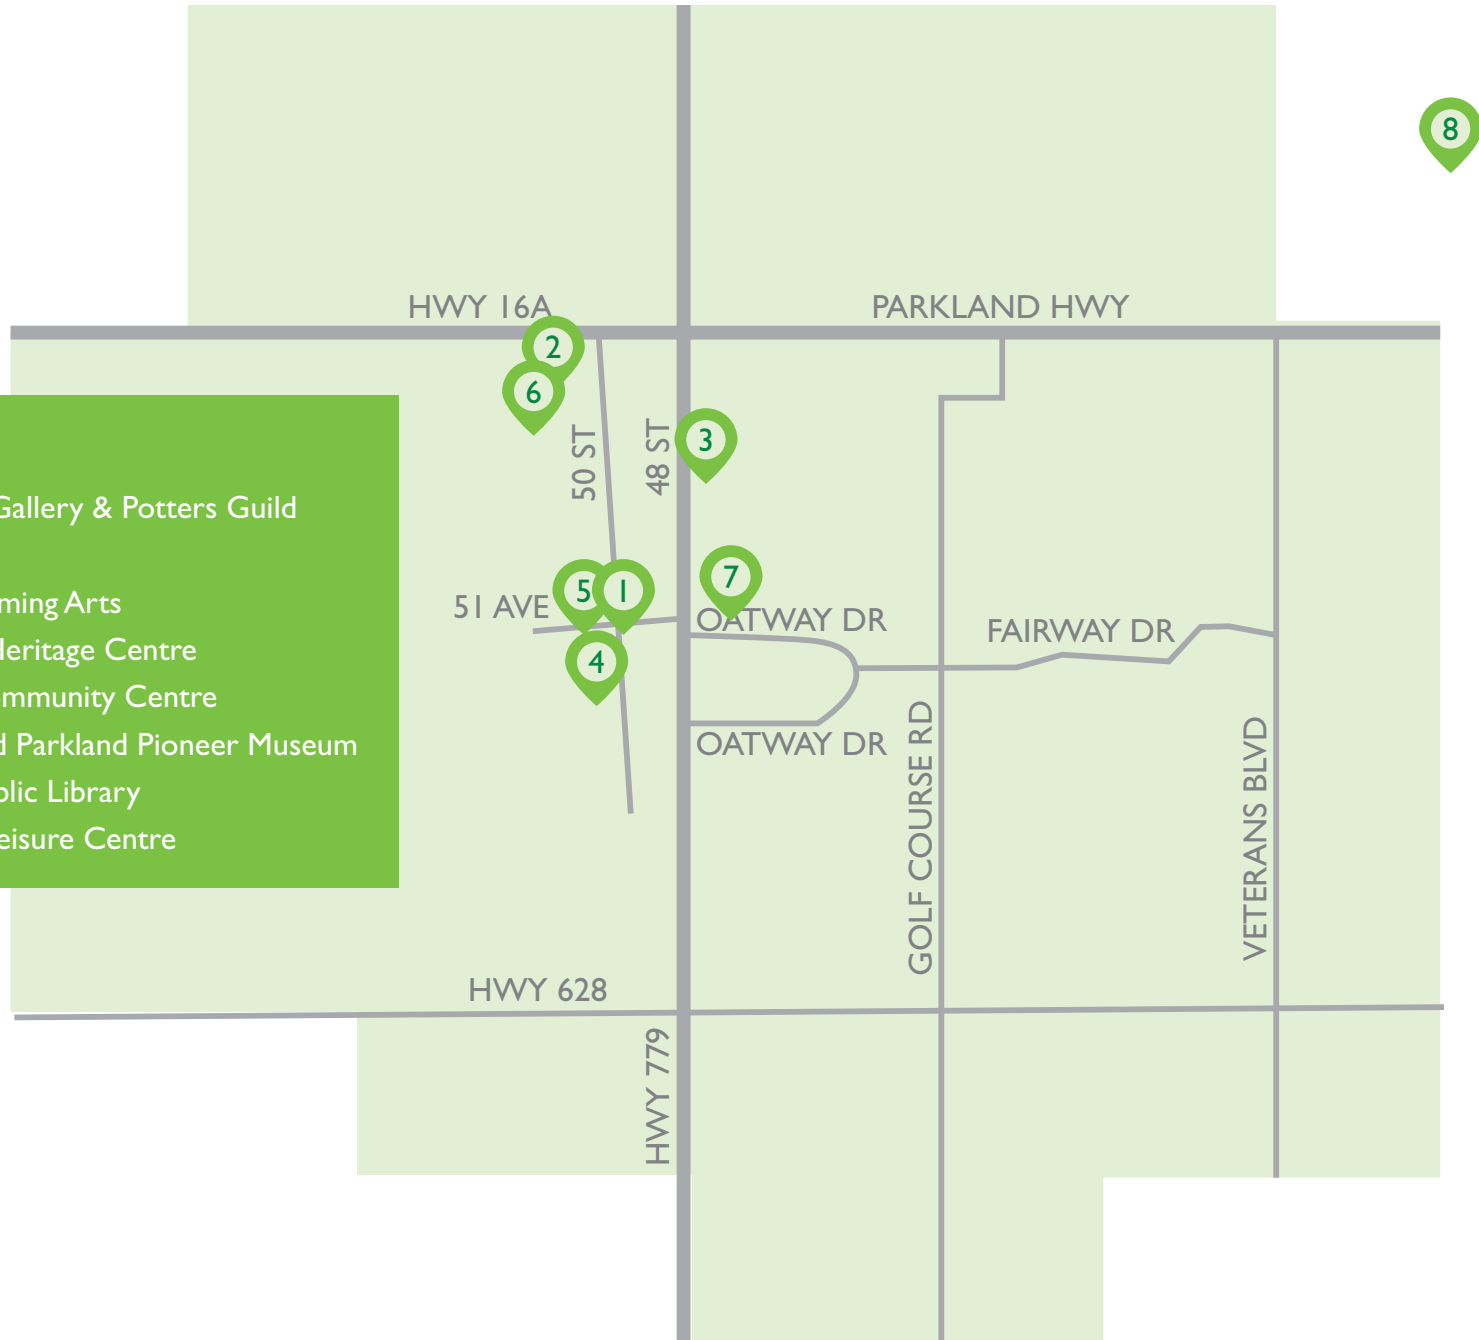 8
HWY 16A
PARKLAND HWY
2
6
50 ST
48 ST
3
Gallery & Potters Guild
ming Arts
Heritage Centre
mmunity Centre
d Parkland Pioneer Museum
blic Library
eisure Centre
51 AVE
5
1
7
OATWAY DR
FAIRWAY DR
4
OATWAY DR
GOLF COURSE RD
VETERANS BLVD
HWY 628
HWY 779